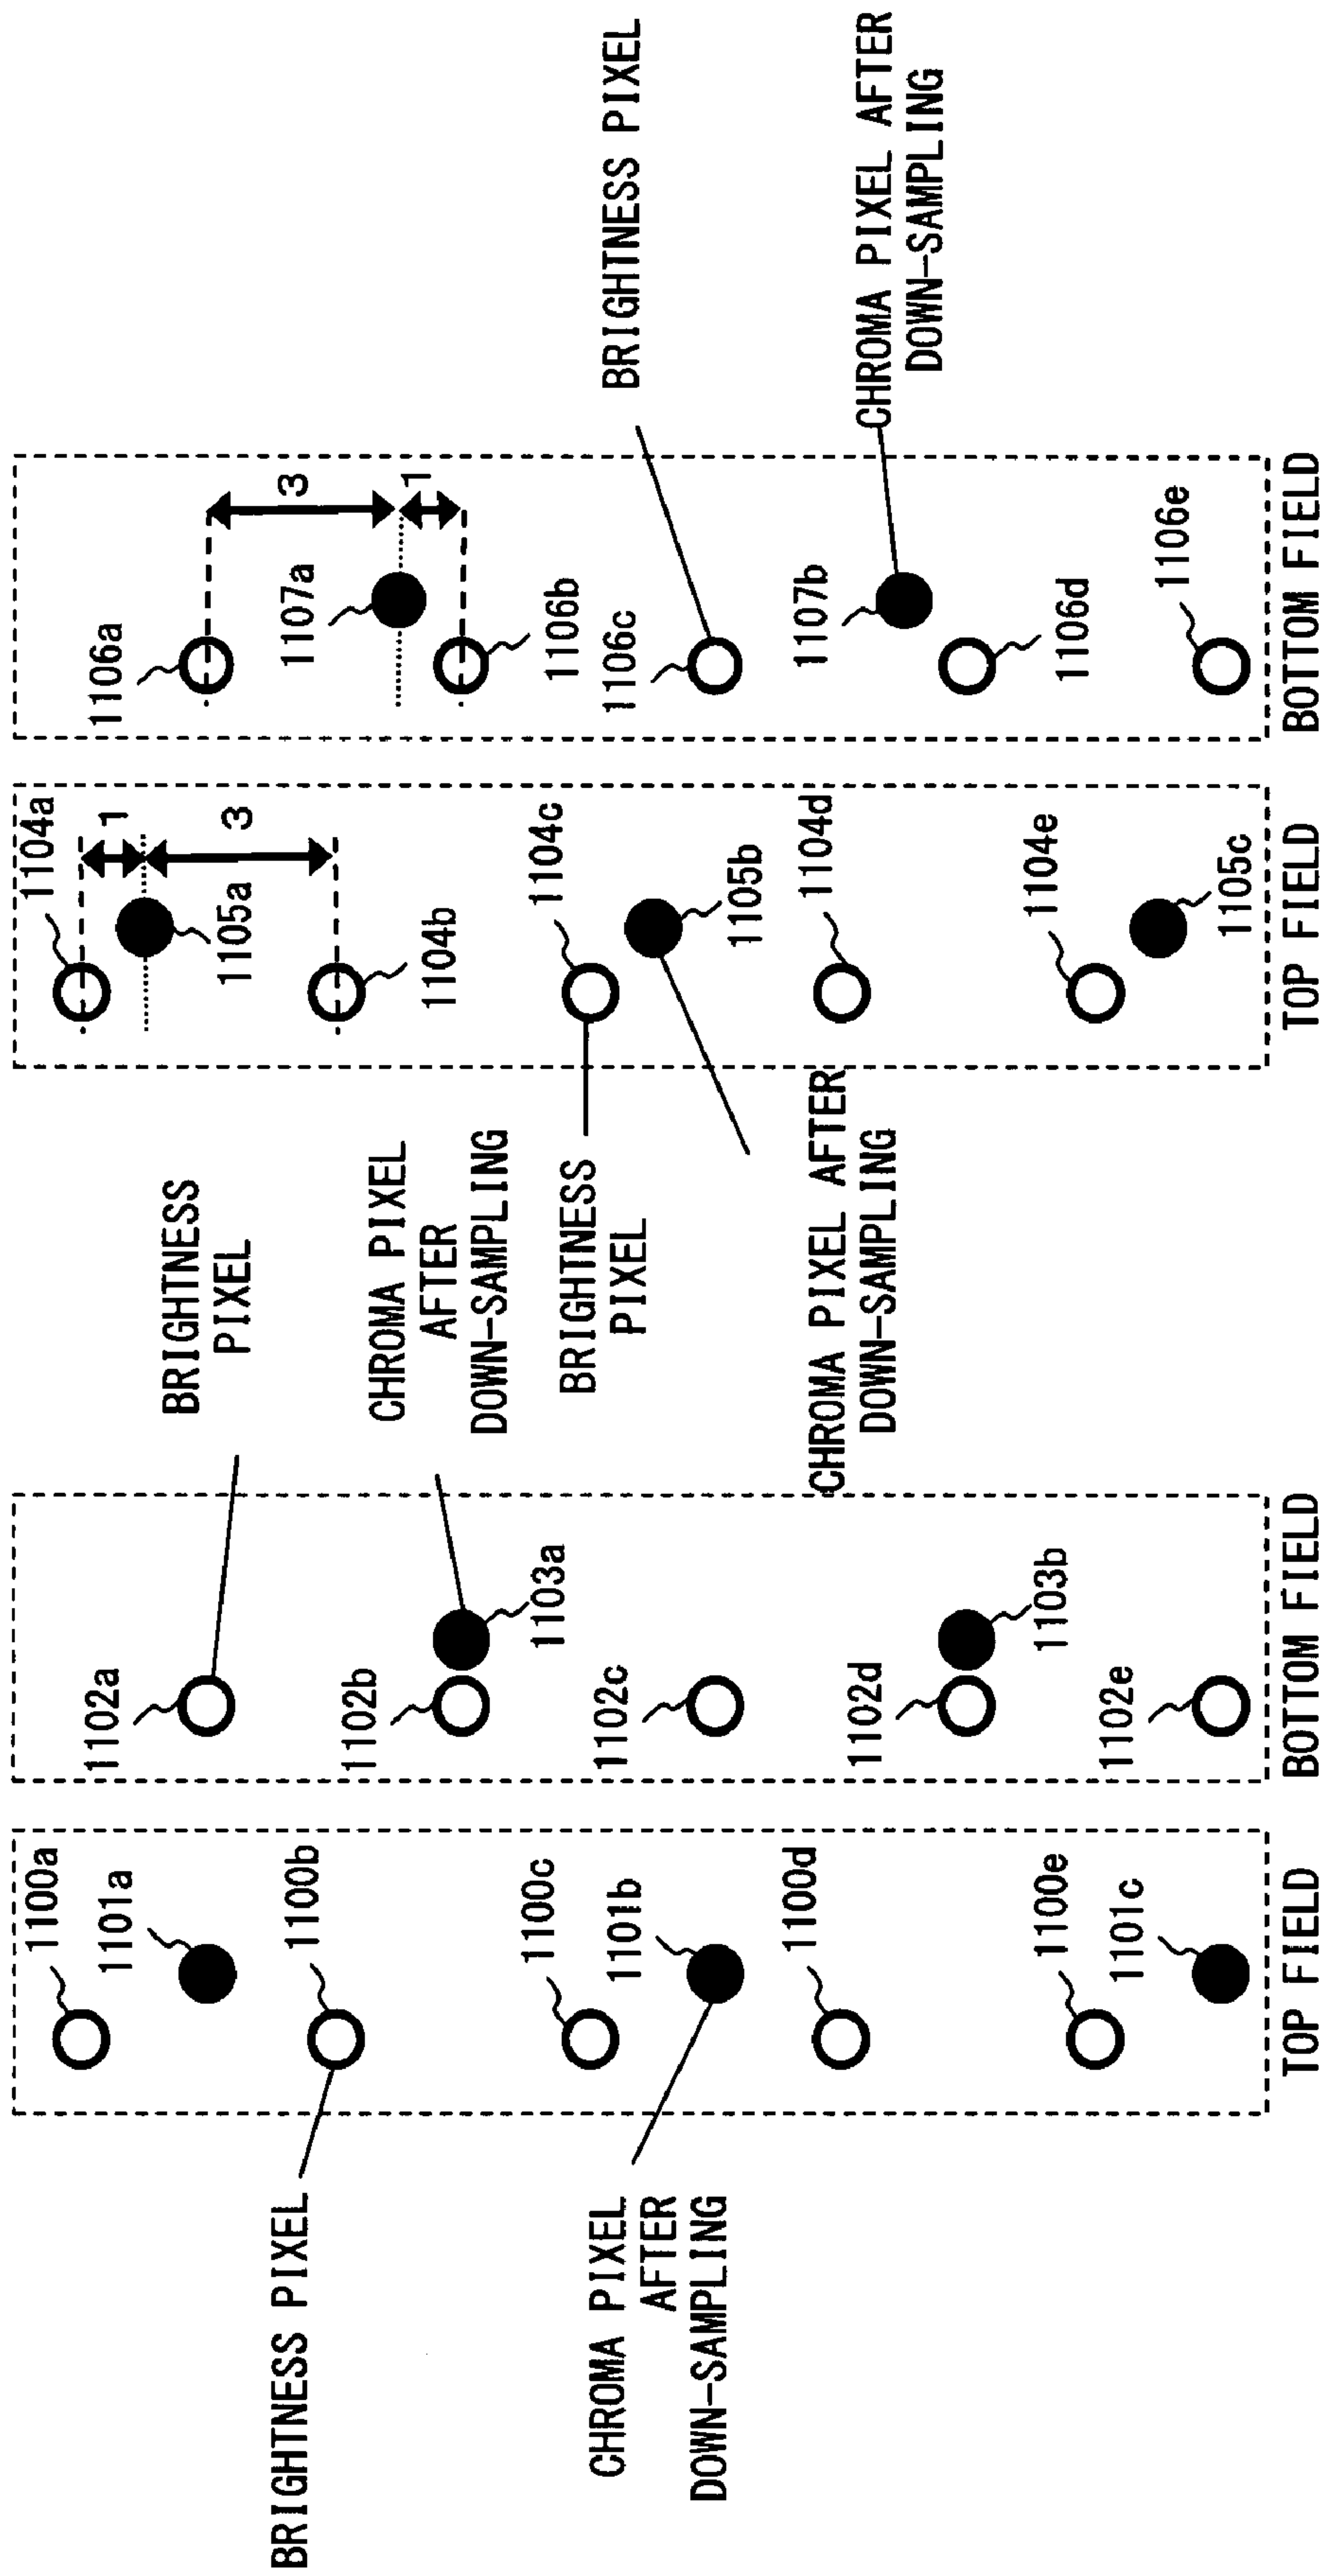 BRIGHTNESS PIXEL
CHROMA PIXEL
AFTER
DOWN-SAMPLING
1100a
1101a
1100b
1100c
1101b
1100d
1100e
1101c
TOP FIELD
1102a
1102b
1103a
1102c
1102d
1103b
1102e
BOTTOM FIELD
BRIGHTNESS
PIXEL
CHROMA PIXEL
AFTER
DOWN-SAMPLING
BRIGHTNESS
PIXEL
CHROMA PIXEL AFTER
DOWN-SAMPLING
1104a
1
1105a
3
1104b
1104c
1105b
1104d
1104e
1105c
TOP FIELD
1106a
3
1107a
1
1106b
1106c
1107b
1106d
1106e
BOTTOM FIELD
BRIGHTNESS PIXEL
CHROMA PIXEL AFTER
DOWN-SAMPLING